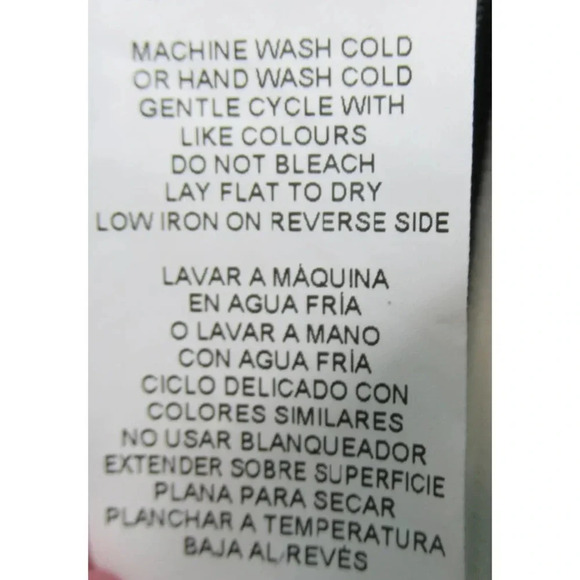 MACHINE WASH COLD
OR HAND WASH COLD
GENTLE CYCLE WITH
LIKE COLOURS
DO NOT BLEACH
LAY FLAT TO DRY
LOW IRON ON REVERSE SIDE
LAVAR A MÁQUINA
EN AGUA FRÍA
O LAVAR A MANO
CON AGUA FRÍA
CICLO DELICADO CON
COLORES SIMILARES
NO USAR BLANQUEADOR
EXTENDER SOBRE SUPERFICIE
PLANA PARA SECAR
PLANCHAR A TEMPERATURA
BAJA AL REVÉS